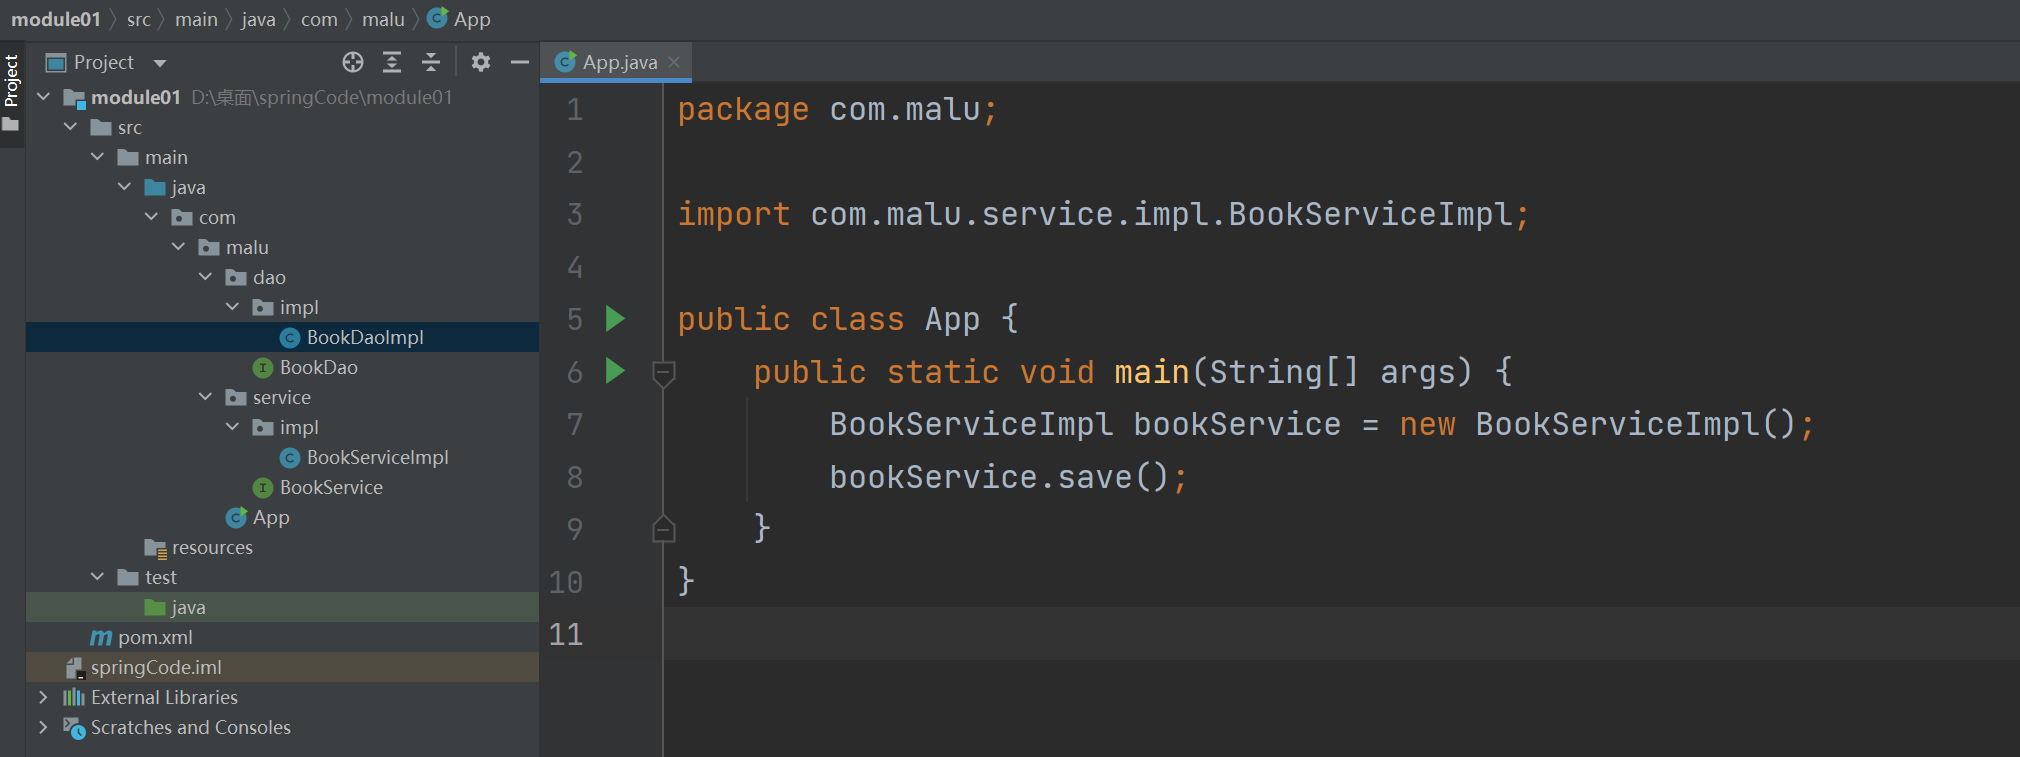 module01 src main java com malu App
Project
Project
module01 D:\桌面\springCode\module01
src
main
java
com
malu
dao
impl
BookDaoImpl
BookDao
service
impl
BookServiceImpl
BookService
App
resources
test
java
pom.xml
springCode.iml
External Libraries
Scratches and Consoles
App.java
1 package com.malu;
2
3 import com.malu.service.impl.BookServiceImpl;
4
5 public class App {
6 public static void main(String[] args) {
7 BookServiceImpl bookService = new BookServiceImpl();
8 bookService.save();
9 }
10 }
11